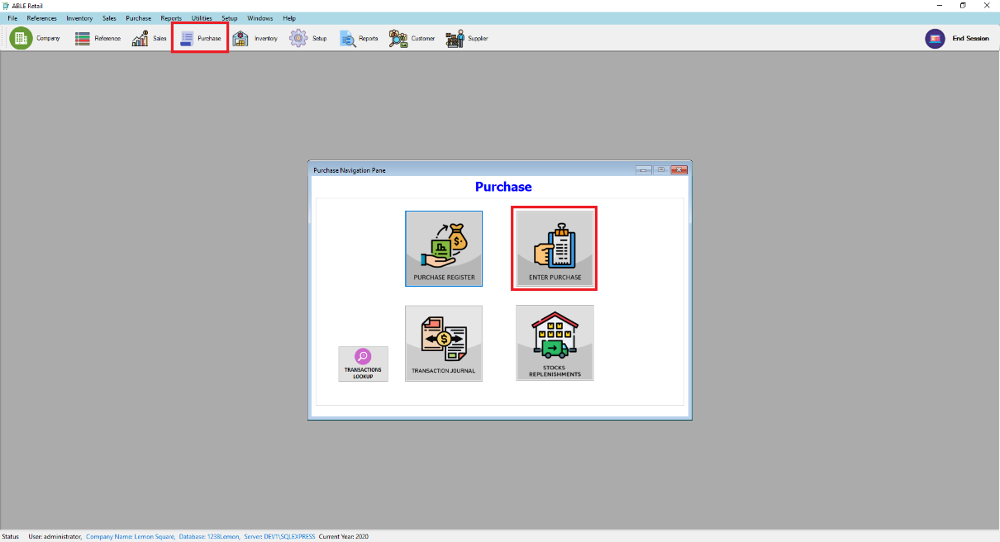 ABLE Retail
File References Inventory Sales Purchase Reports Utilities Setup Windows Help
Company Reference Sales Purchase Inventory Setup Reports Customer Supplier End Session
Purchase Navigation Pane
Purchase
PURCHASE REGISTER
ENTER PURCHASE
TRANSACTIONS
LOOKUP
TRANSACTION JOURNAL
STOCKS
REPLENISHMENTS
Status User: administrator, Company Name: Lemon Square, Database: 1238Lemon, Server: DEV1\SQLEXPRESS Current Year: 2020